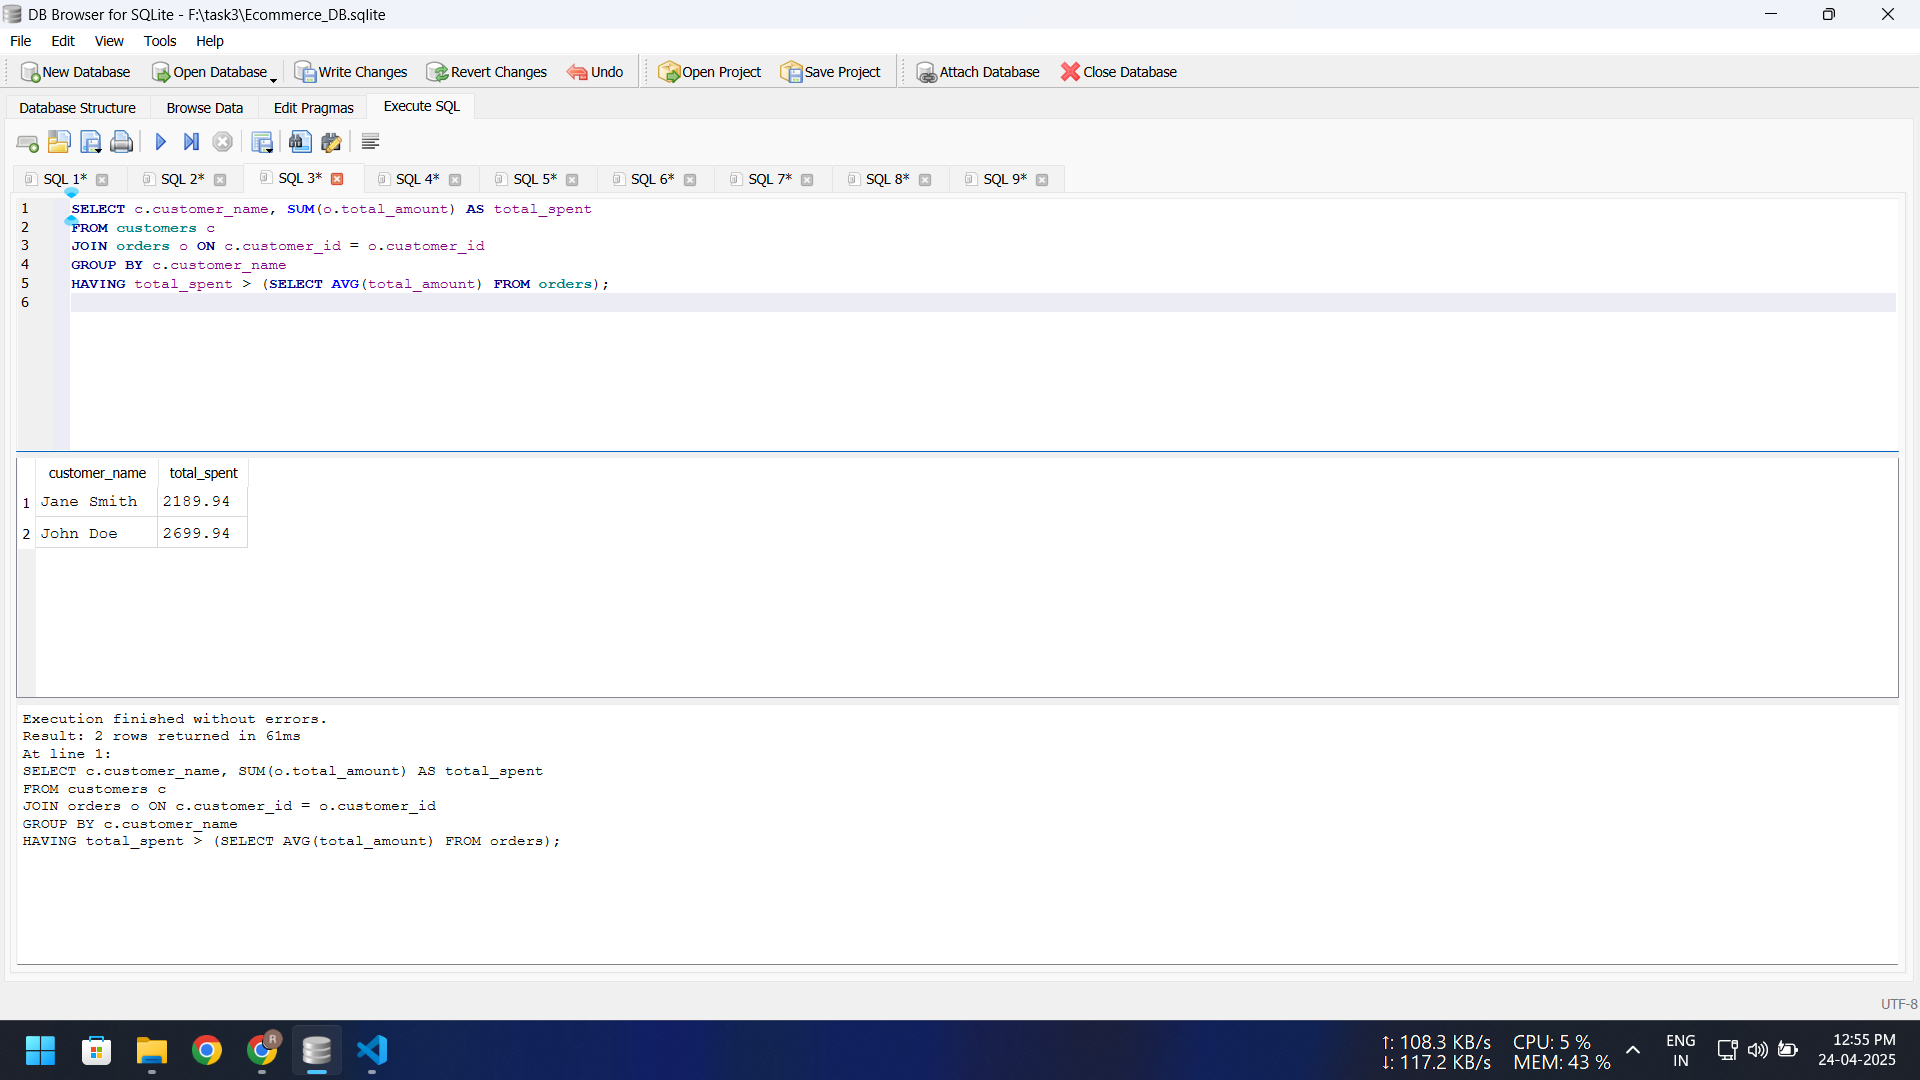 DB Browser for SQLite - F:\task3\Ecommerce_DB.sqlite
File Edit View Tools Help
New Database Open Database Write Changes Revert Changes Undo Open Project Save Project Attach Database Close Database
Database Structure Browse Data Edit Pragmas Execute SQL
SQL 1* SQL 2* SQL 3* SQL 4* SQL 5* SQL 6* SQL 7* SQL 8* SQL 9*
1 SELECT c.customer_name, SUM(o.total_amount) AS total_spent
2 FROM customers c
3 JOIN orders o ON c.customer_id = o.customer_id
4 GROUP BY c.customer_name
5 HAVING total_spent > (SELECT AVG(total_amount) FROM orders);
6
customer_name total_spent
1 Jane Smith 2189.94
2 John Doe 2699.94
Execution finished without errors.
Result: 2 rows returned in 61ms
At line 1:
SELECT c.customer_name, SUM(o.total_amount) AS total_spent
FROM customers c
JOIN orders o ON c.customer_id = o.customer_id
GROUP BY c.customer_name
HAVING total_spent > (SELECT AVG(total_amount) FROM orders);
UTF-8
R
↑: 108.3 KB/s CPU: 5 % ENG 12:55 PM
↓: 117.2 KB/s MEM: 43 % IN 24-04-2025